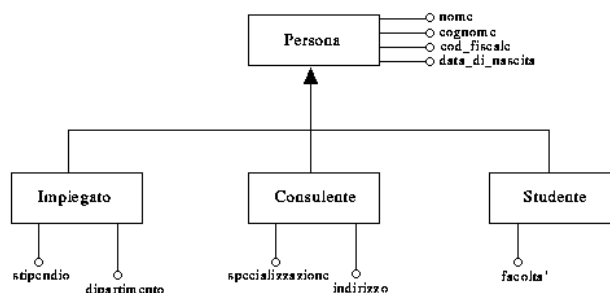 nome
Persona
cognome
cod_fiscale
data_di_nascita
Impiegato
Consulente
Studente
stipendio
dipartimento
specializzazione
indirizzo
facolta'